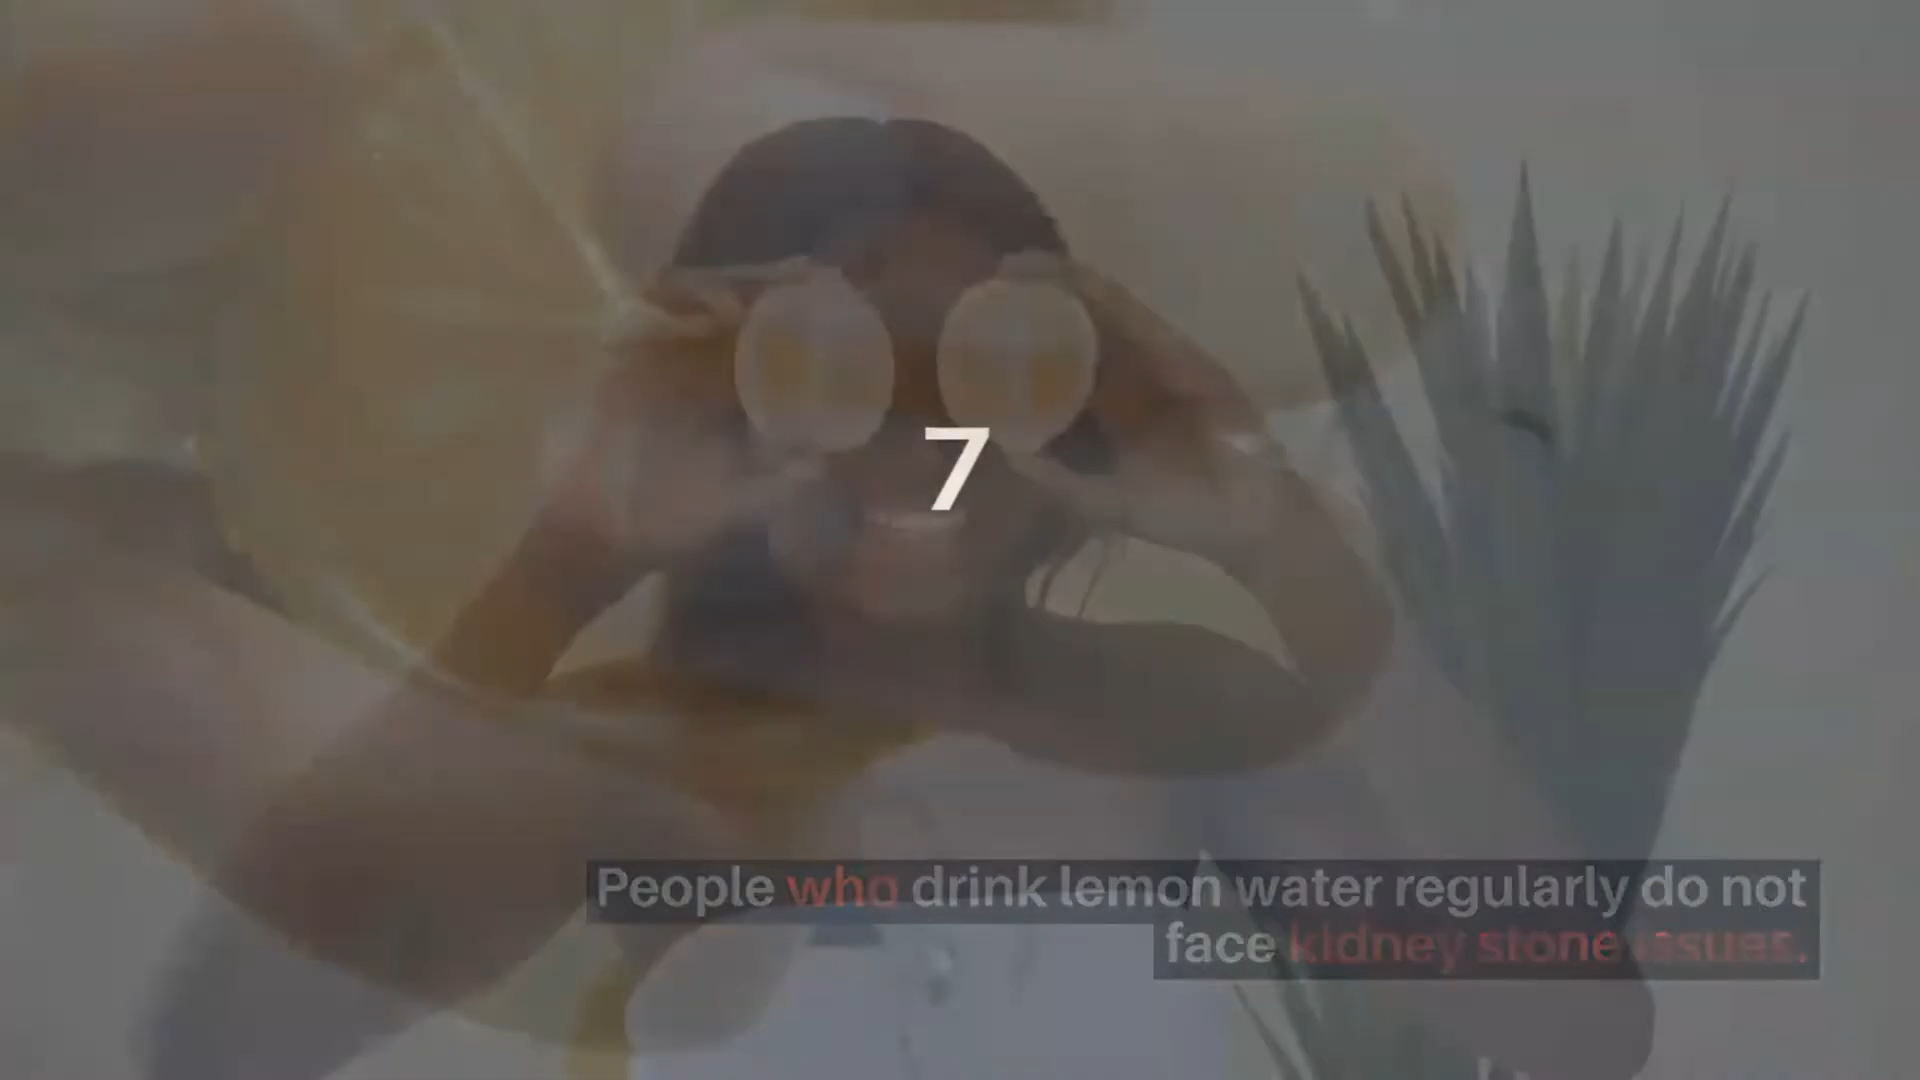 7
People who drink lemon water regularly do not
face kidney stone issues.